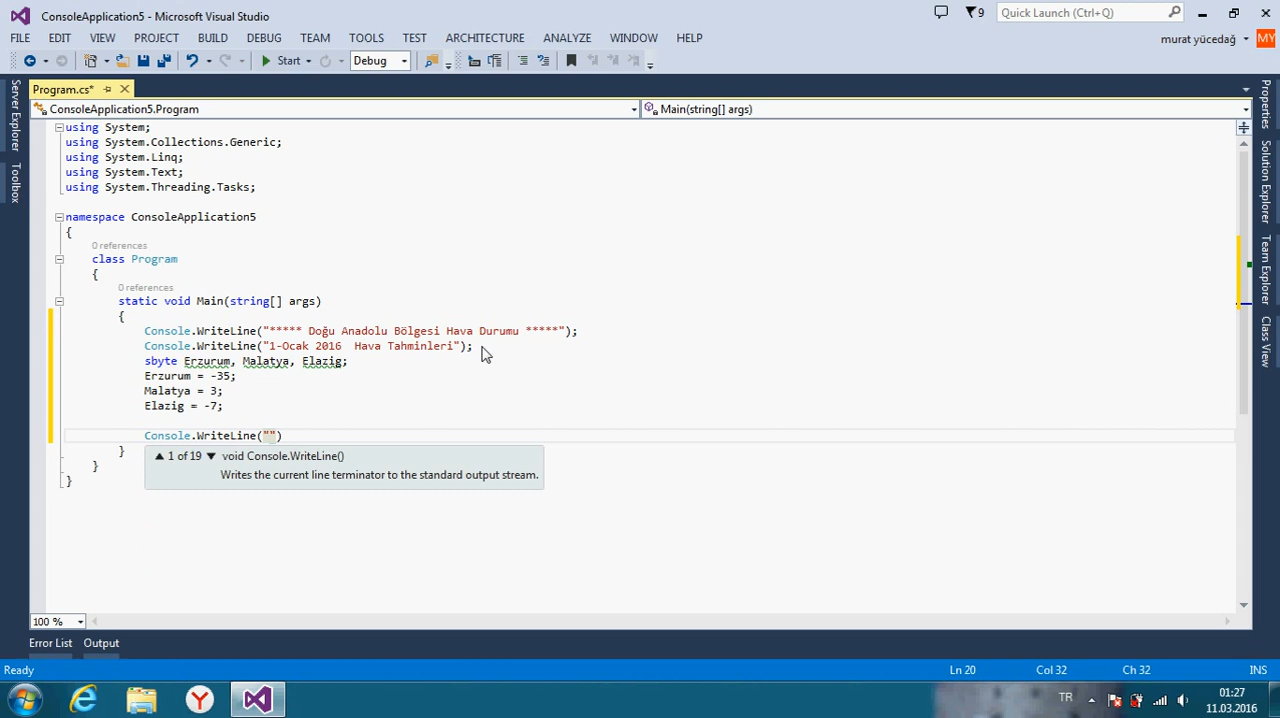 ConsoleApplication5 - Microsoft Visual Studio
9
Quick Launch (Ctrl+Q)
FILE EDIT VIEW PROJECT BUILD DEBUG TEAM TOOLS TEST ARCHITECTURE ANALYZE WINDOW HELP
murat yücedağ MY
Start Debug
Program.cs*
ConsoleApplication5.Program
Main(string[] args)
Server Explorer
Toolbox
Properties
Solution Explorer
Team Explorer
Class View
using System;
using System.Collections.Generic;
using System.Linq;
using System.Text;
using System.Threading.Tasks;
namespace ConsoleApplication5
{
0 references
class Program
{
0 references
static void Main(string[] args)
{
Console.WriteLine("***** Doğu Anadolu Bölgesi Hava Durumu *****");
Console.WriteLine("1-Ocak 2016  Hava Tahminleri");
sbyte Erzurum, Malatya, Elazig;
Erzurum = -35;
Malatya = 3;
Elazig = -7;
Console.WriteLine("")
}
▲ 1 of 19 ▼ void Console.WriteLine()
}
Writes the current line terminator to the standard output stream.
}
100 %
Error List Output
Ready
Ln 20 Col 32 Ch 32 INS
TR
01:27
11.03.2016